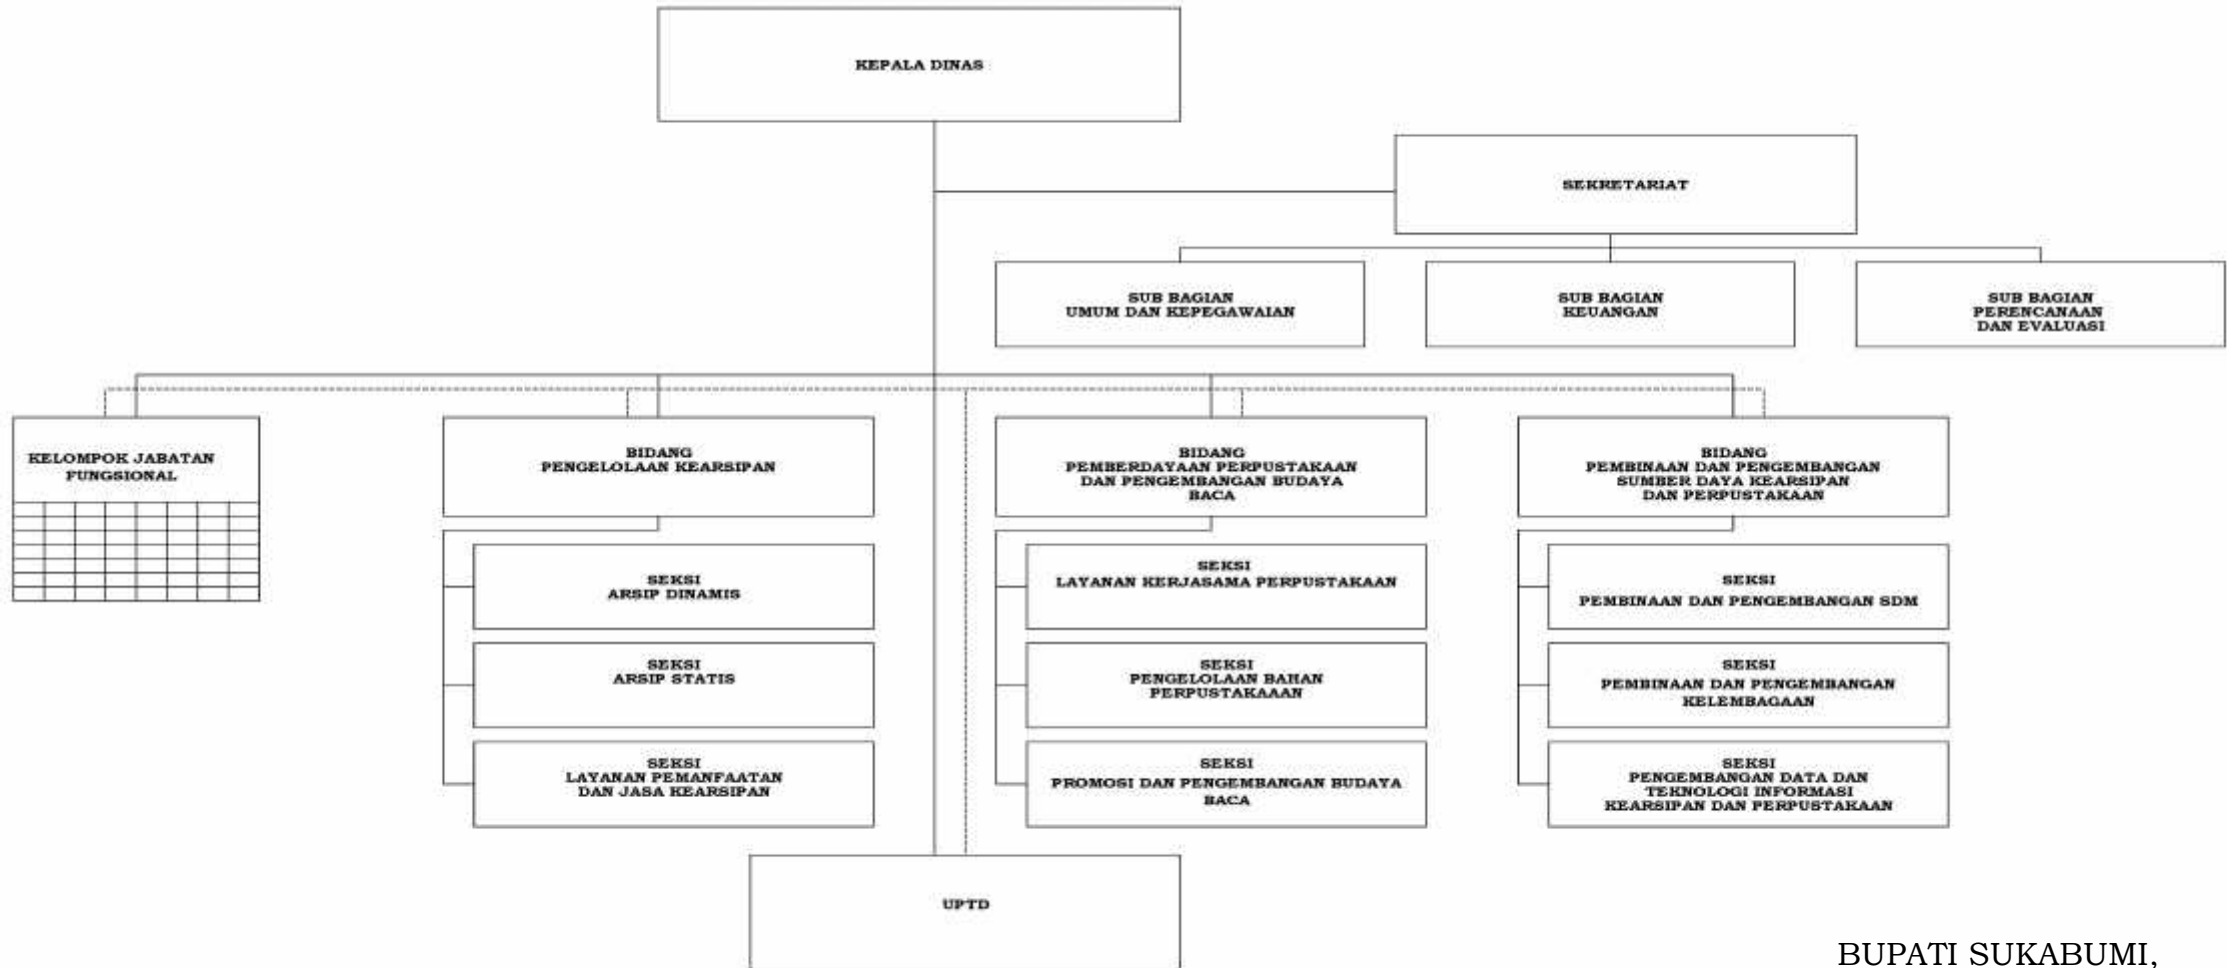 KEPALA DINAS
SEKRETARIAT
SUB BAGIAN
UMUM DAN KEPEGAWAIAN
SUB BAGIAN
KEUANGAN
SUB BAGIAN
PERENCANAAN
DAN EVALUASI
KELOMPOK JABATAN
FUNGSIONAL
BIDANG
PENGELOLAAN KEARSIPAN
BIDANG
PEMBERDAYAAN PERPUSTAKAAN
DAN PENGEMBANGAN BUDAYA
BACA
BIDANG
PEMBINAAN DAN PENGEMBANGAN
SUMBER DAYA KEARSIPAN
DAN PERPUSTAKAAN
SEKSI
ARSIP DINAMIS
SEKSI
ARSIP STATIS
SEKSI
LAYANAN PEMANFAATAN
DAN JASA KEARSIPAN
SEKSI
LAYANAN KERJASAMA PERPUSTAKAAN
SEKSI
PENGELOLAAN BAHAN
PERPUSTAKAAAN
SEKSI
PROMOSI DAN PENGEMBANGAN BUDAYA
BACA
SEKSI
PEMBINAAN DAN PENGEMBANGAN SDM
SEKSI
PEMBINAAN DAN PENGEMBANGAN
KELEMBAGAAN
SEKSI
PENGEMBANGAN DATA DAN
TEKNOLOGI INFORMASI
KEARSIPAN DAN PERPUSTAKAAN
UPTD
BUPATI SUKABUMI,